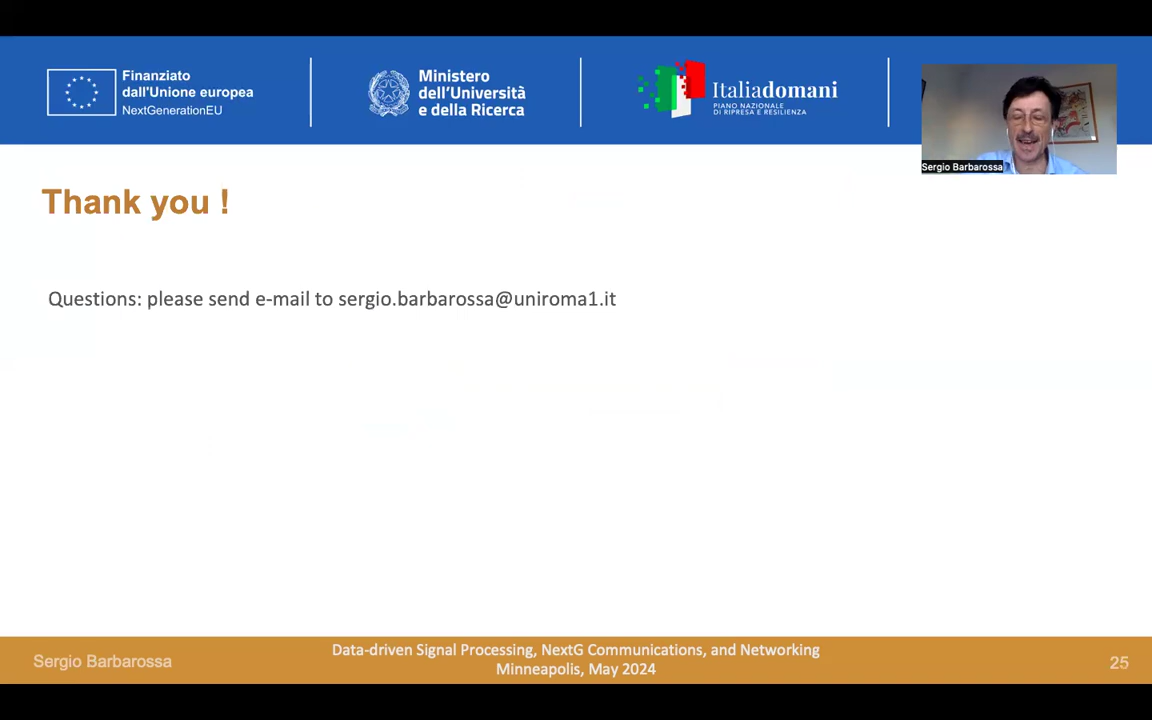 Finanziato
dall'Unione europea
NextGenerationEU
Ministero
dell'Università
e della Ricerca
Italiadomani
PIANO NAZIONALE
DI RIPRESA E RESILIENZA
Sergio Barbarossa
Thank you !
Questions: please send e-mail to sergio.barbarossa@uniroma1.it
Sergio Barbarossa
Data-driven Signal Processing, NextG Communications, and Networking
Minneapolis, May 2024
25